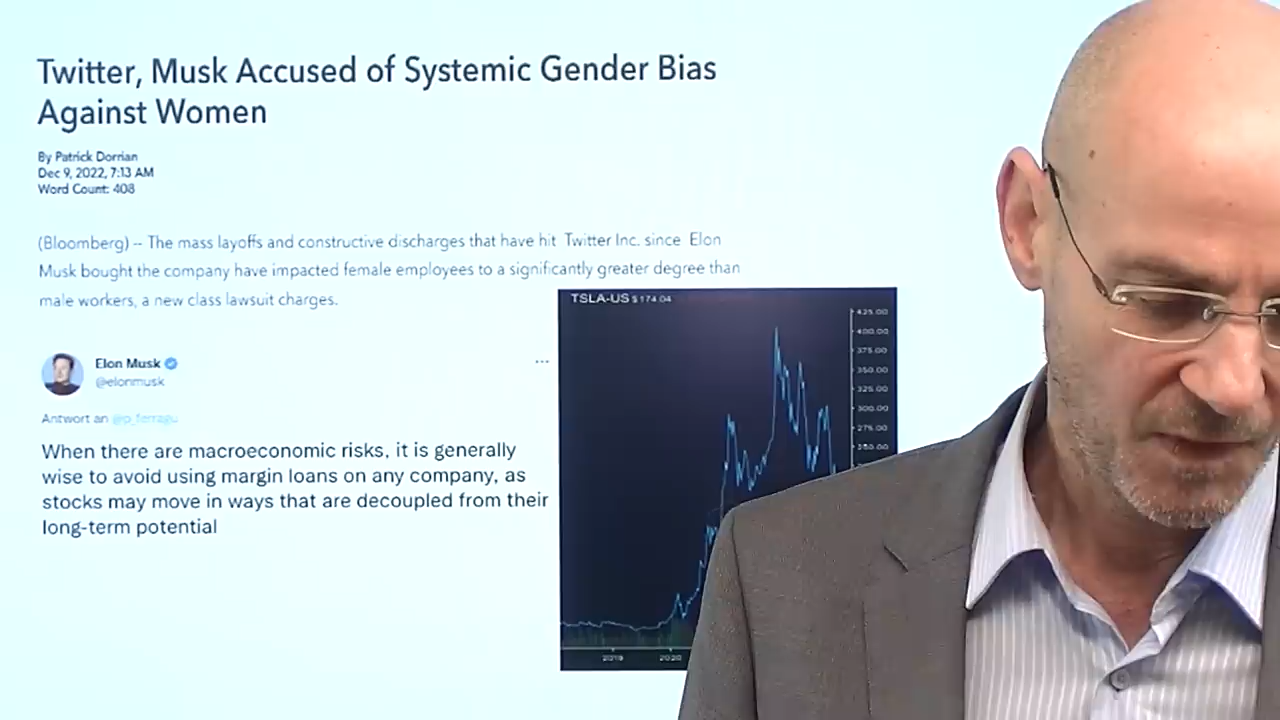 Twitter, Musk Accused of Systemic Gender Bias
Against Women
By Patrick Dorrian
Dec 9, 2022, 7:13 AM
Word Count: 408
(Bloomberg) -- The mass layoffs and constructive discharges that have hit Twitter Inc. since Elon
Musk bought the company have impacted female employees to a significantly greater degree than
male workers, a new class lawsuit charges.
Elon Musk
@elonmusk
...
Antwort an @p_ferragu
When there are macroeconomic risks, it is generally
wise to avoid using margin loans on any company, as
stocks may move in ways that are decoupled from their
long-term potential
TSLA-US $174.04
425.00
400.00
375.00
350.00
325.00
300.00
275.00
250.00
2019 2020